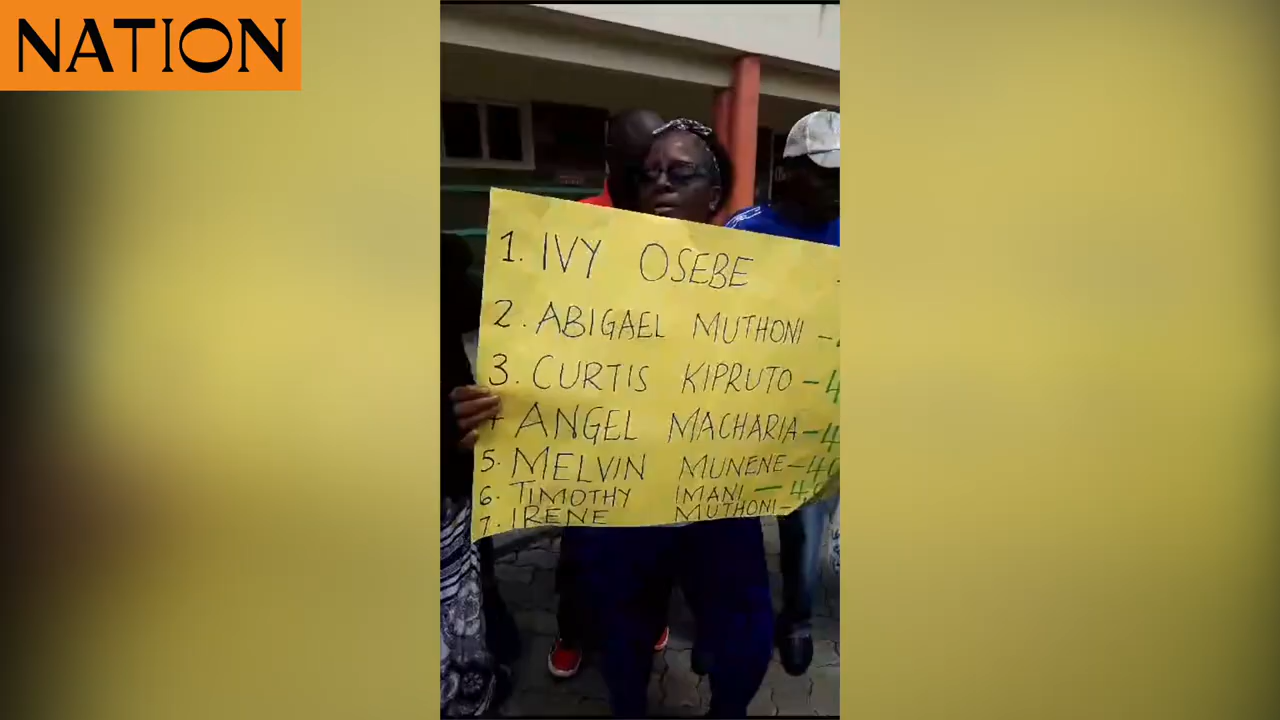 NATION
1. IVY OSEBE
2. ABIGAEL MUTHONI -
3. CURTIS KIPRUTO - 4
4 ANGEL MACHARIA - 4
5. MELVIN MUNENE - 40
6. TIMOTHY IMANI - 40
7. IRENE MUTHONI -